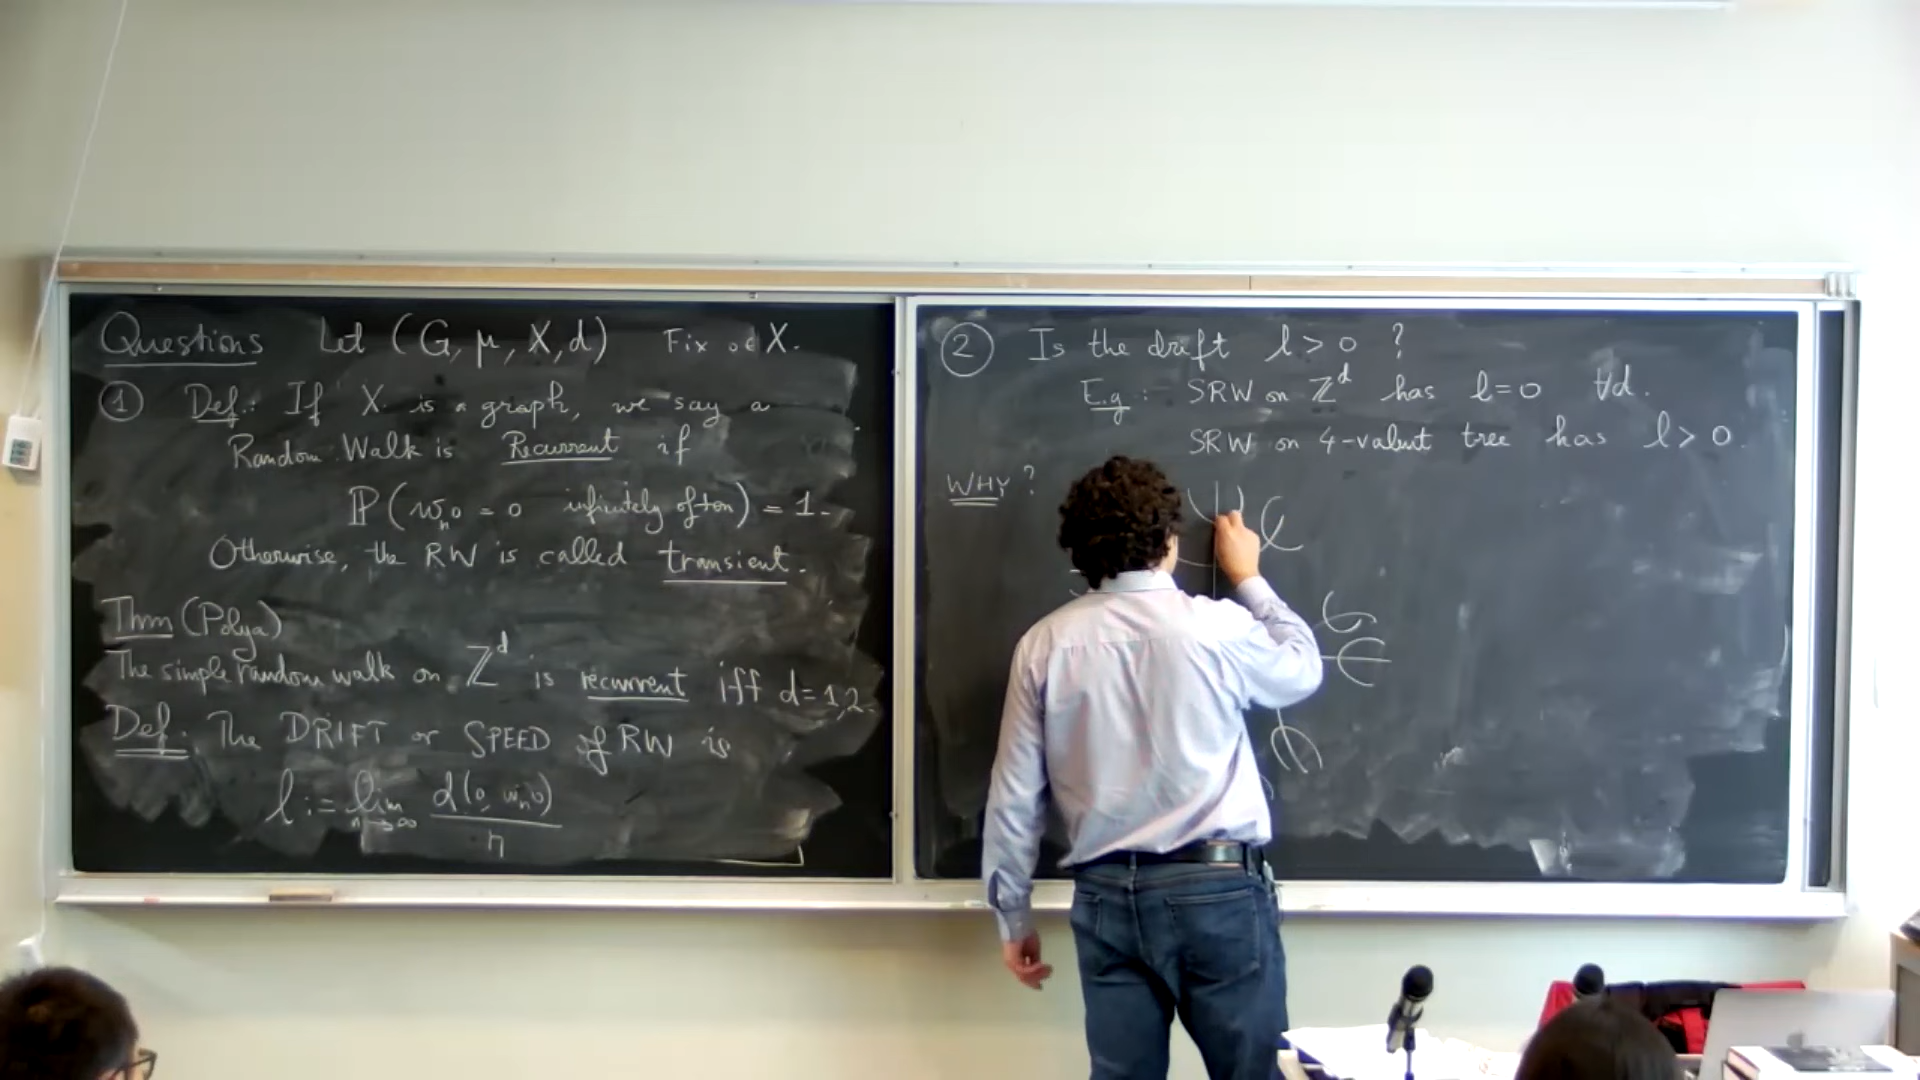 Questions Let (G, μ, X, d) Fix o∈X.
① Def.: If X is a graph, we say a
Random Walk is Recurrent if
ℙ(wₙo = o infinitely often) = 1.
Otherwise, the RW is called transient.
Thm (Polya)
The simple random walk on ℤ^d is recurrent iff d=1,2.
Def. The DRIFT or SPEED of RW is
l := lim_{n→∞} d(o, wₙo) / n
② Is the drift l > 0 ?
E.g.: SRW on ℤ^d has l=0 ∀d.
SRW on 4-valent tree has l > 0.
WHY?